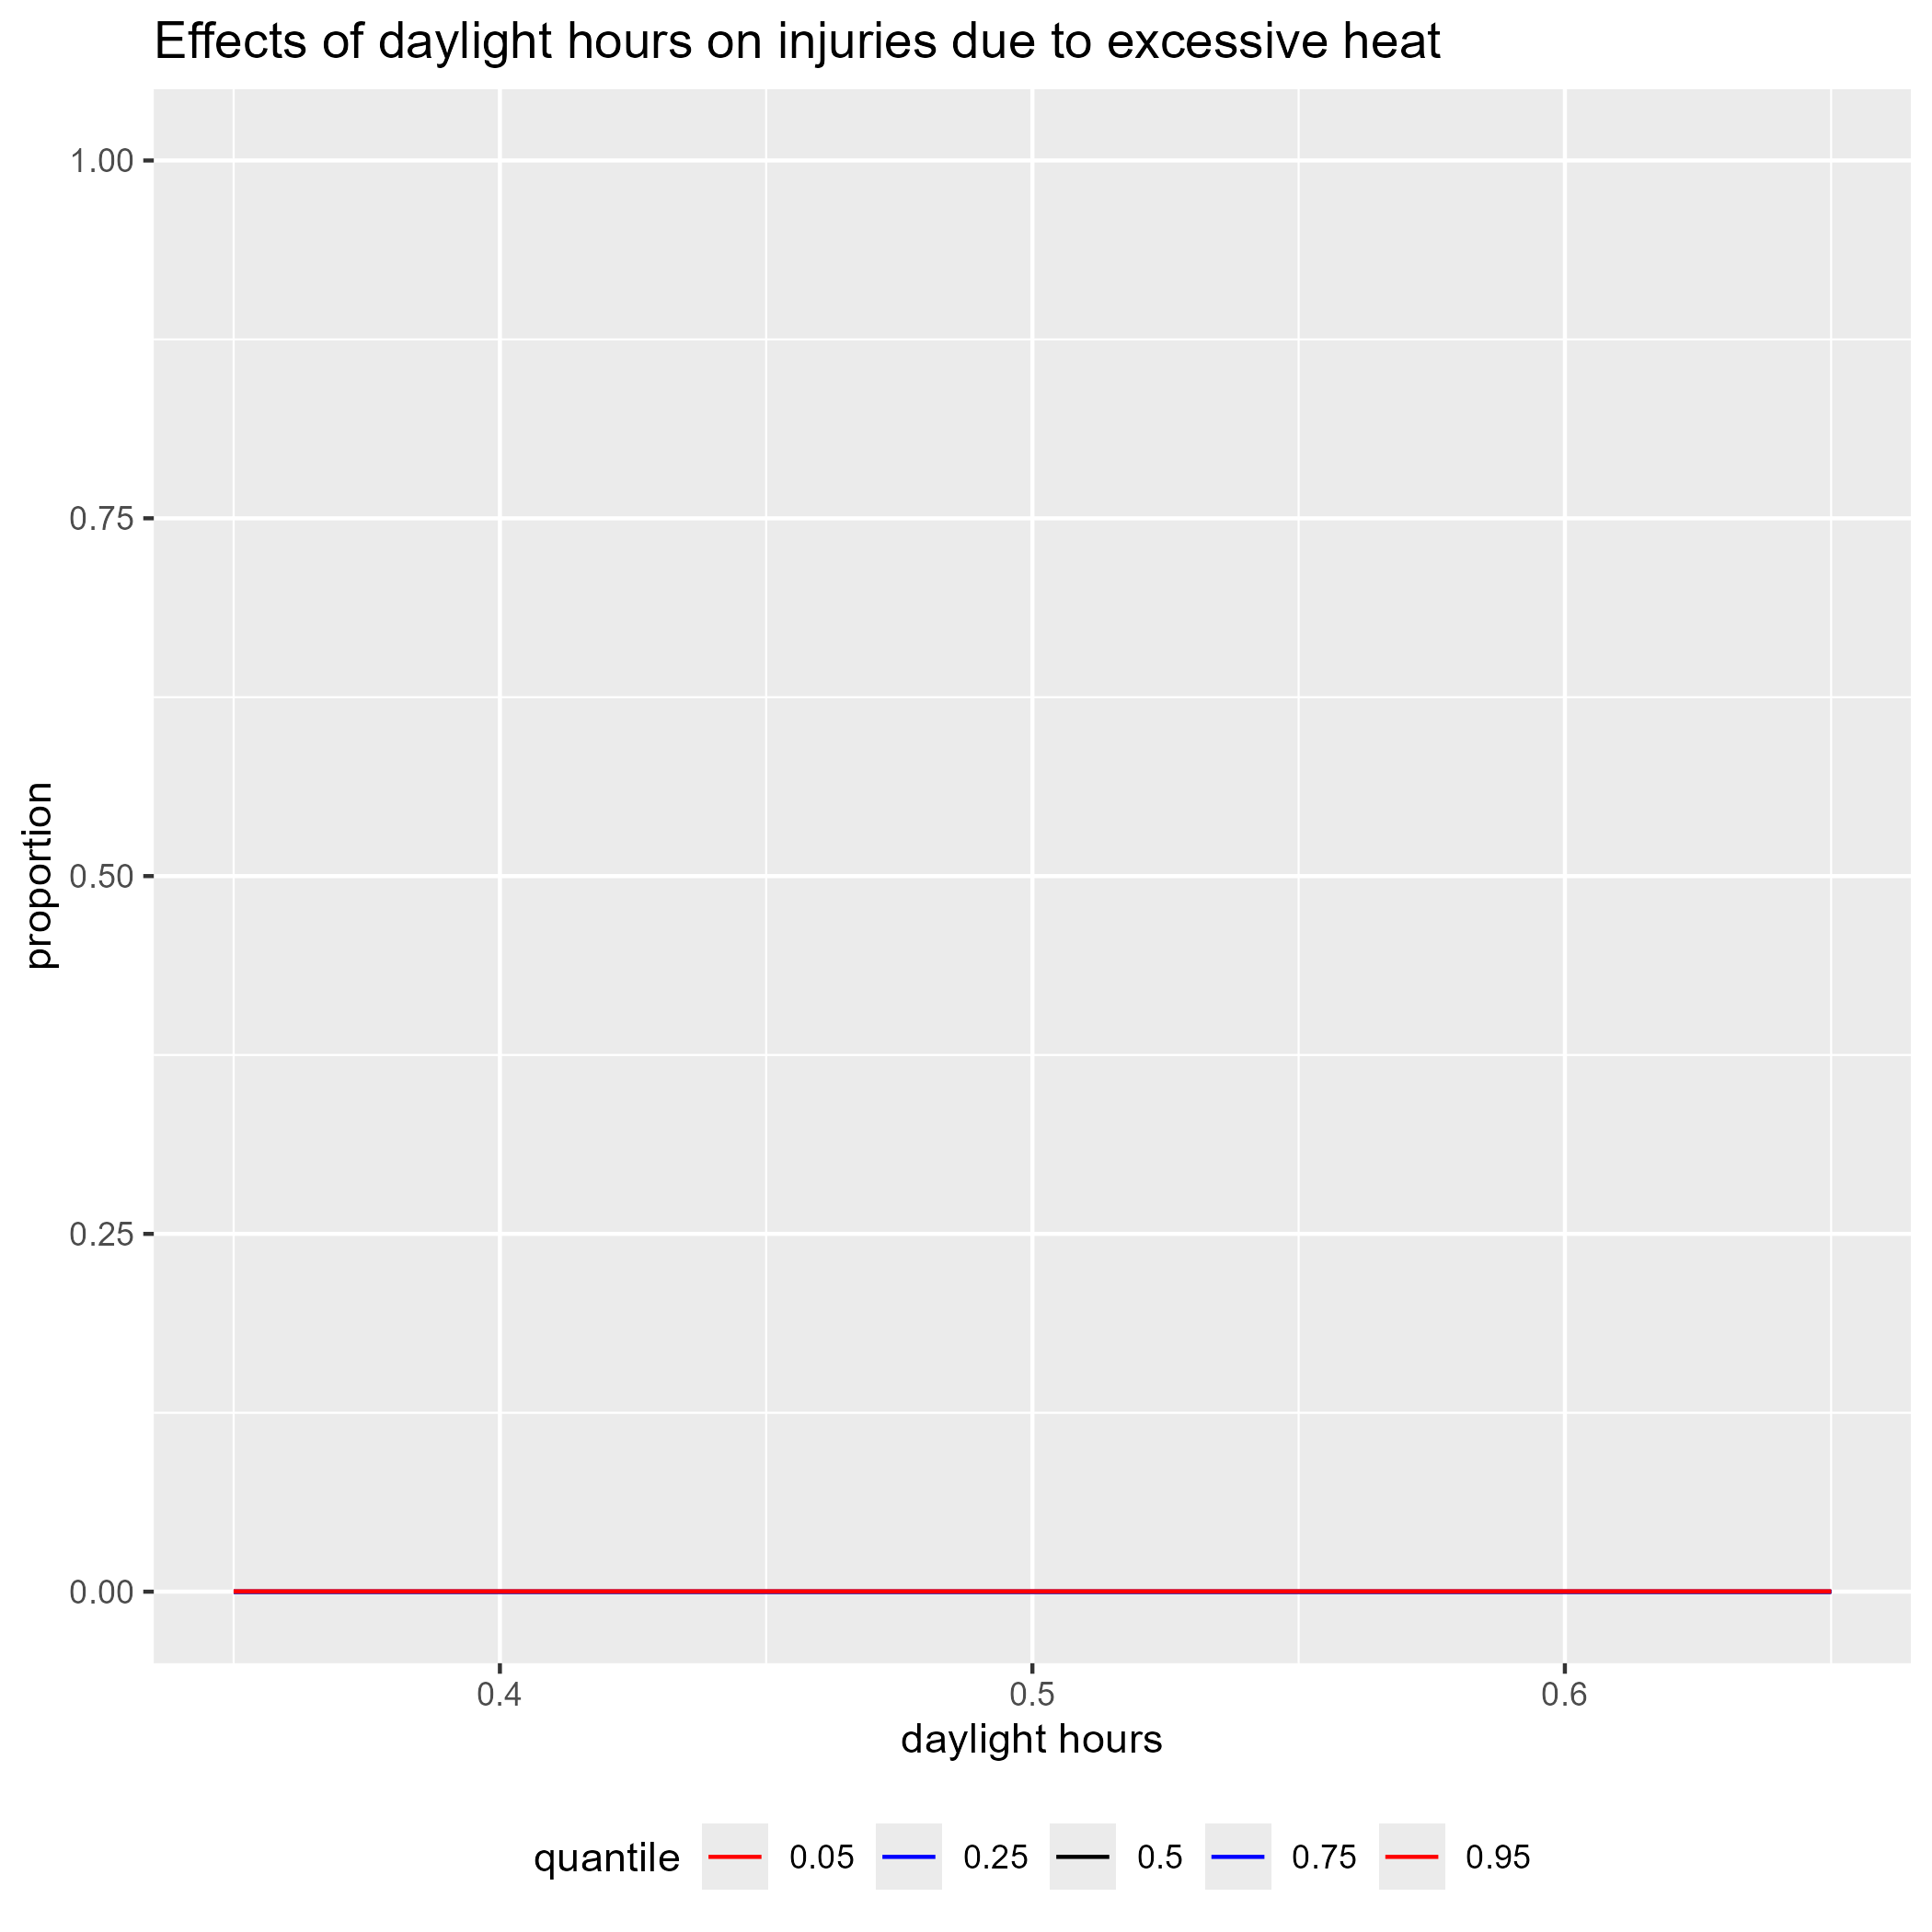 Effects of daylight hours on injuries due to excessive heat
1.00
0.75
0.50
0.25
0.00
proportion
0.4 0.5 0.6
daylight hours
quantile 0.05 0.25 0.5 0.75 0.95